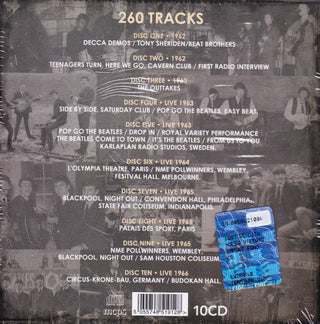 260 TRACKS
DISC ONE • 1962
DECCA DEMOS / TONY SHERIDEN/BEAT BROTHERS
DISC TWO • 1962
TEENAGERS TURN, HERE WE GO, CAVERN CLUB / FIRST RADIO INTERVIEW
DISC THREE • 1963
THE OUTTAKES
DISC FOUR • LIVE 1963
SIDE BY SIDE, SATURDAY CLUB / POP GO THE BEATLES, EASY BEAT.
DISC FIVE • LIVE 1963
POP GO THE BEATLES / DROP IN / ROYAL VARIETY PERFORMANCE
THE BEATLES COME TO TOWN / IT'S THE BEATLES / FROM US TO YOU
KARLAPLAN RADIO STUDIOS, SWEDEN.
DISC SIX • LIVE 1964
L'OLYMPIA THEATRE, PARIS / NME POLLWINNERS, WEMBLEY
FESITVAL HALL, MELBOURNE.
DISC SEVEN • LIVE 1965
BLACKPOOL, NIGHT OUT / CONVENTION HALL, PHILADELPHIA,
STATE FAIR COLISEUM, INDIANAPOLIS.
DISC EIGHT • LIVE 1965
PALAIS DES SPORT, PARIS
DISC NINE • LIVE 1965
NME POLLWINNERS, WEMBLEY,
BLACKPOOL, NIGHT OUT / SAM HOUSTON COLISEUM
DISC TEN • LIVE 1966
CIRCUS-KRONE-BAU, GERMANY / BUDOKAN HALL,
mcps
10CD